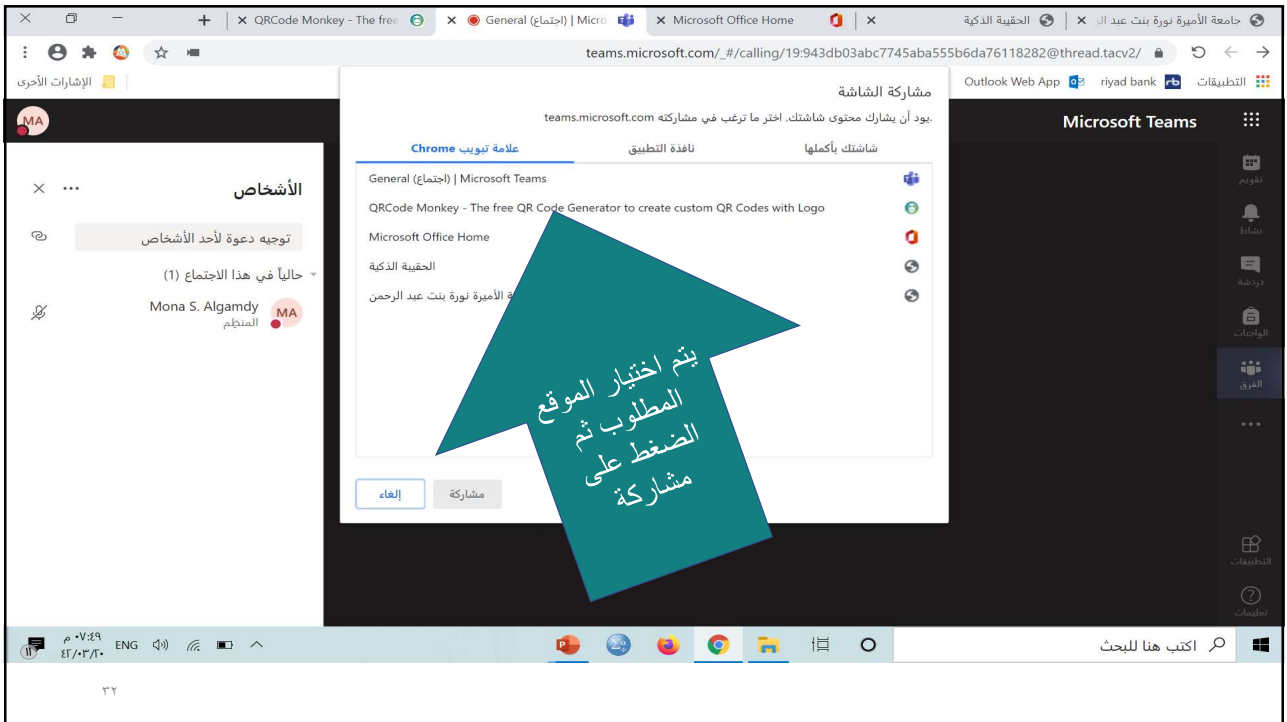 جامعة الأميرة نورة بنت عبد الر
الحقيبة الذكية
Microsoft Office Home
General (اجتماع) | Micro
QRCode Monkey - The free
teams.microsoft.com/_#/calling/19:943db03abc7745aba555b6da76118282@thread.tacv2/
التطبيقات
riyad bank
Outlook Web App
الإشارات الأخرى
Microsoft Teams
MA
تقويم
نشاط
دردشة
الواجبات
الفرق
التطبيقات
تعليمات
مشاركة الشاشة
يود أن يشارك محتوى شاشتك. اختر ما ترغب في مشاركته teams.microsoft.com.
شاشتك بأكملها
نافذة التطبيق
علامة تبويب Chrome
General (اجتماع) | Microsoft Teams
QRCode Monkey - The free QR Code Generator to create custom QR Codes with Logo
Microsoft Office Home
الحقيبة الذكية
ة الأميرة نورة بنت عبد الرحمن
يتم اختيار الموقع
المطلوب ثم
الضغط على
مشاركة
مشاركة
إلغاء
الأشخاص
توجيه دعوة لأحد الأشخاص
حالياً في هذا الاجتماع (1)
Mona S. Algamdy
المنظِم
MA
اكتب هنا للبحث
ENG
٠٧:٤٩ م
٤٢/٠٣/٢٠
٣٢